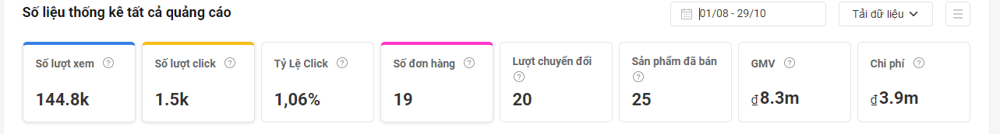 Số liệu thống kê tất cả quảng cáo
01/08 - 29/10
Tải dữ liệu
Số lượt xem
144.8k
Số lượt click
1.5k
Tỷ Lệ Click
1,06%
Số đơn hàng
19
Lượt chuyển đổi
20
Sản phẩm đã bán
25
GMV
₫8.3m
Chi phí
₫3.9m